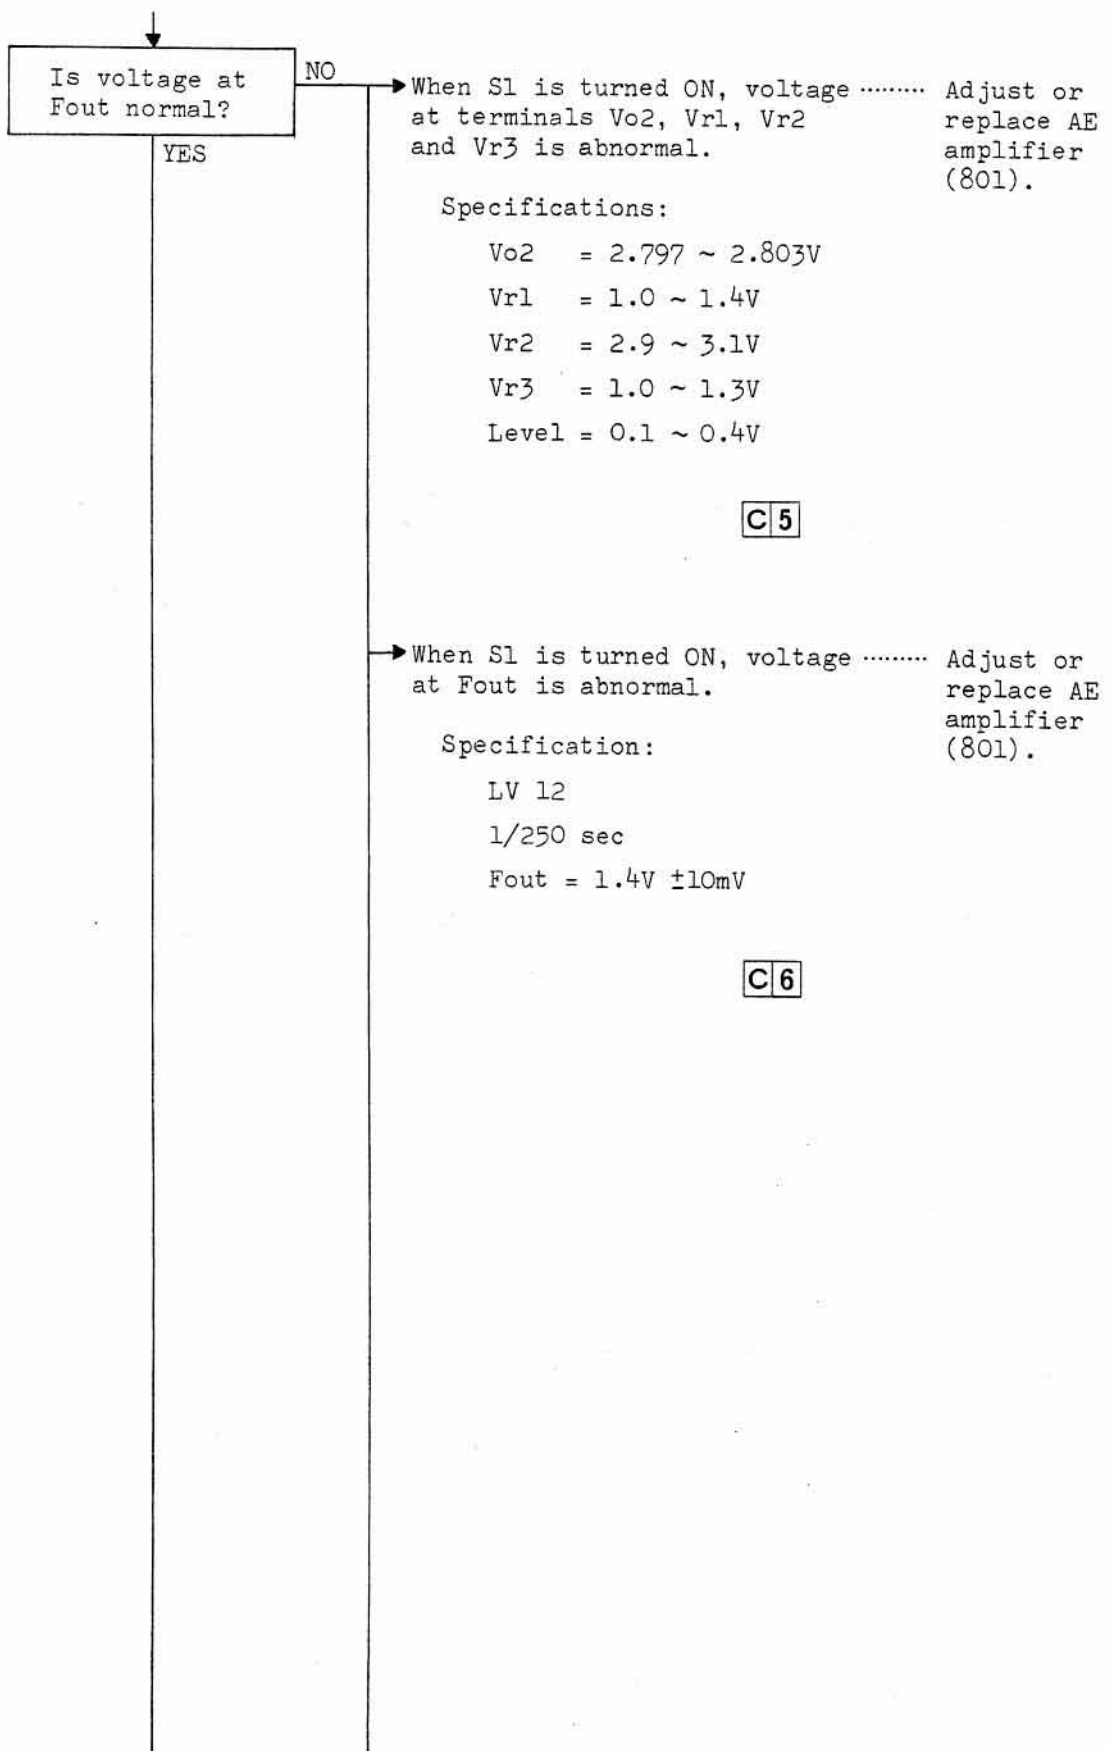 Is voltage at
Fout normal?
NO
YES
When S1 is turned ON, voltage ········· Adjust or
at terminals Vo2, Vr1, Vr2 replace AE
and Vr3 is abnormal. amplifier
(801).
Specifications:
Vo2 = 2.797 ~ 2.803V
Vr1 = 1.0 ~ 1.4V
Vr2 = 2.9 ~ 3.1V
Vr3 = 1.0 ~ 1.3V
Level = 0.1 ~ 0.4V
C 5
When S1 is turned ON, voltage ········· Adjust or
at Fout is abnormal. replace AE
amplifier
Specification: (801).
LV 12
1/250 sec
Fout = 1.4V ±10mV
C 6